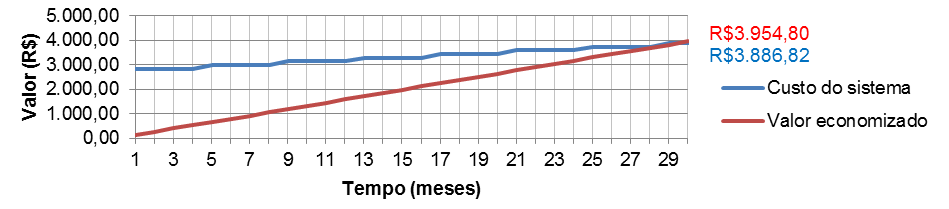 5.000,00
4.000,00
3.000,00
2.000,00
1.000,00
0,00
Valor (R$)
1 3 5 7 9 11 13 15 17 19 21 23 25 27 29
Tempo (meses)
R$3.954,80
R$3.886,82
Custo do sistema
Valor economizado